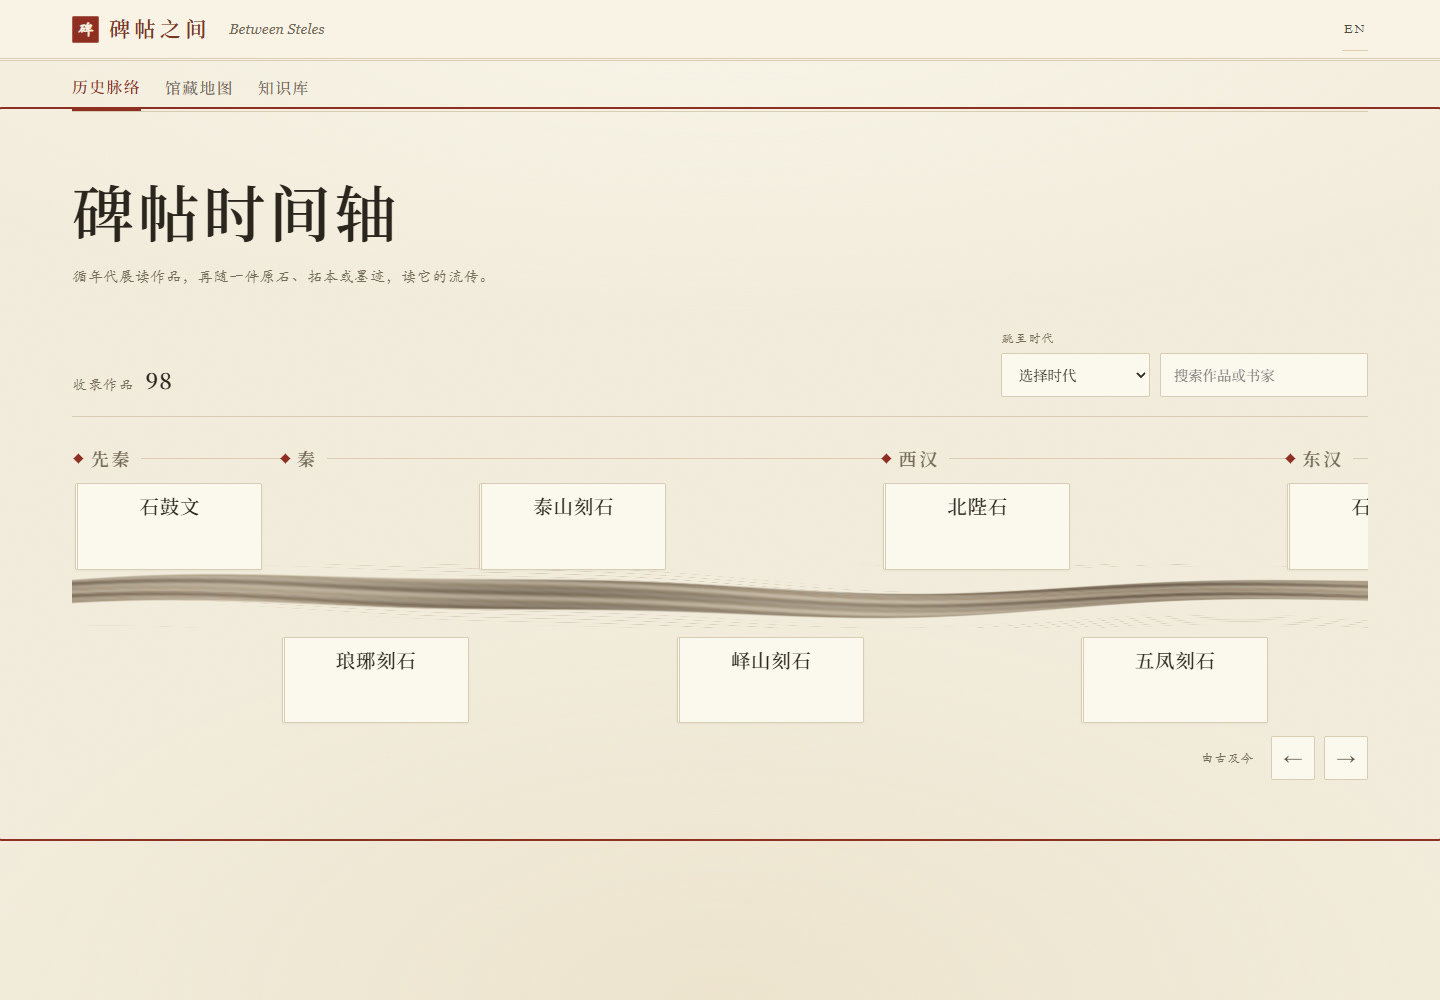 碑 碑帖之间 Between Steles EN
历史脉络 馆藏地图 知识库
碑帖时间轴
循年代展读作品，再随一件原石、拓本或墨迹，读它的流传。
跳至时代
收录作品 98 选择时代 搜索作品或书家
先秦 秦 西汉 东汉
石鼓文 泰山刻石 北陛石 石
琅琊刻石 峄山刻石 五凤刻石
由古及今 ← →